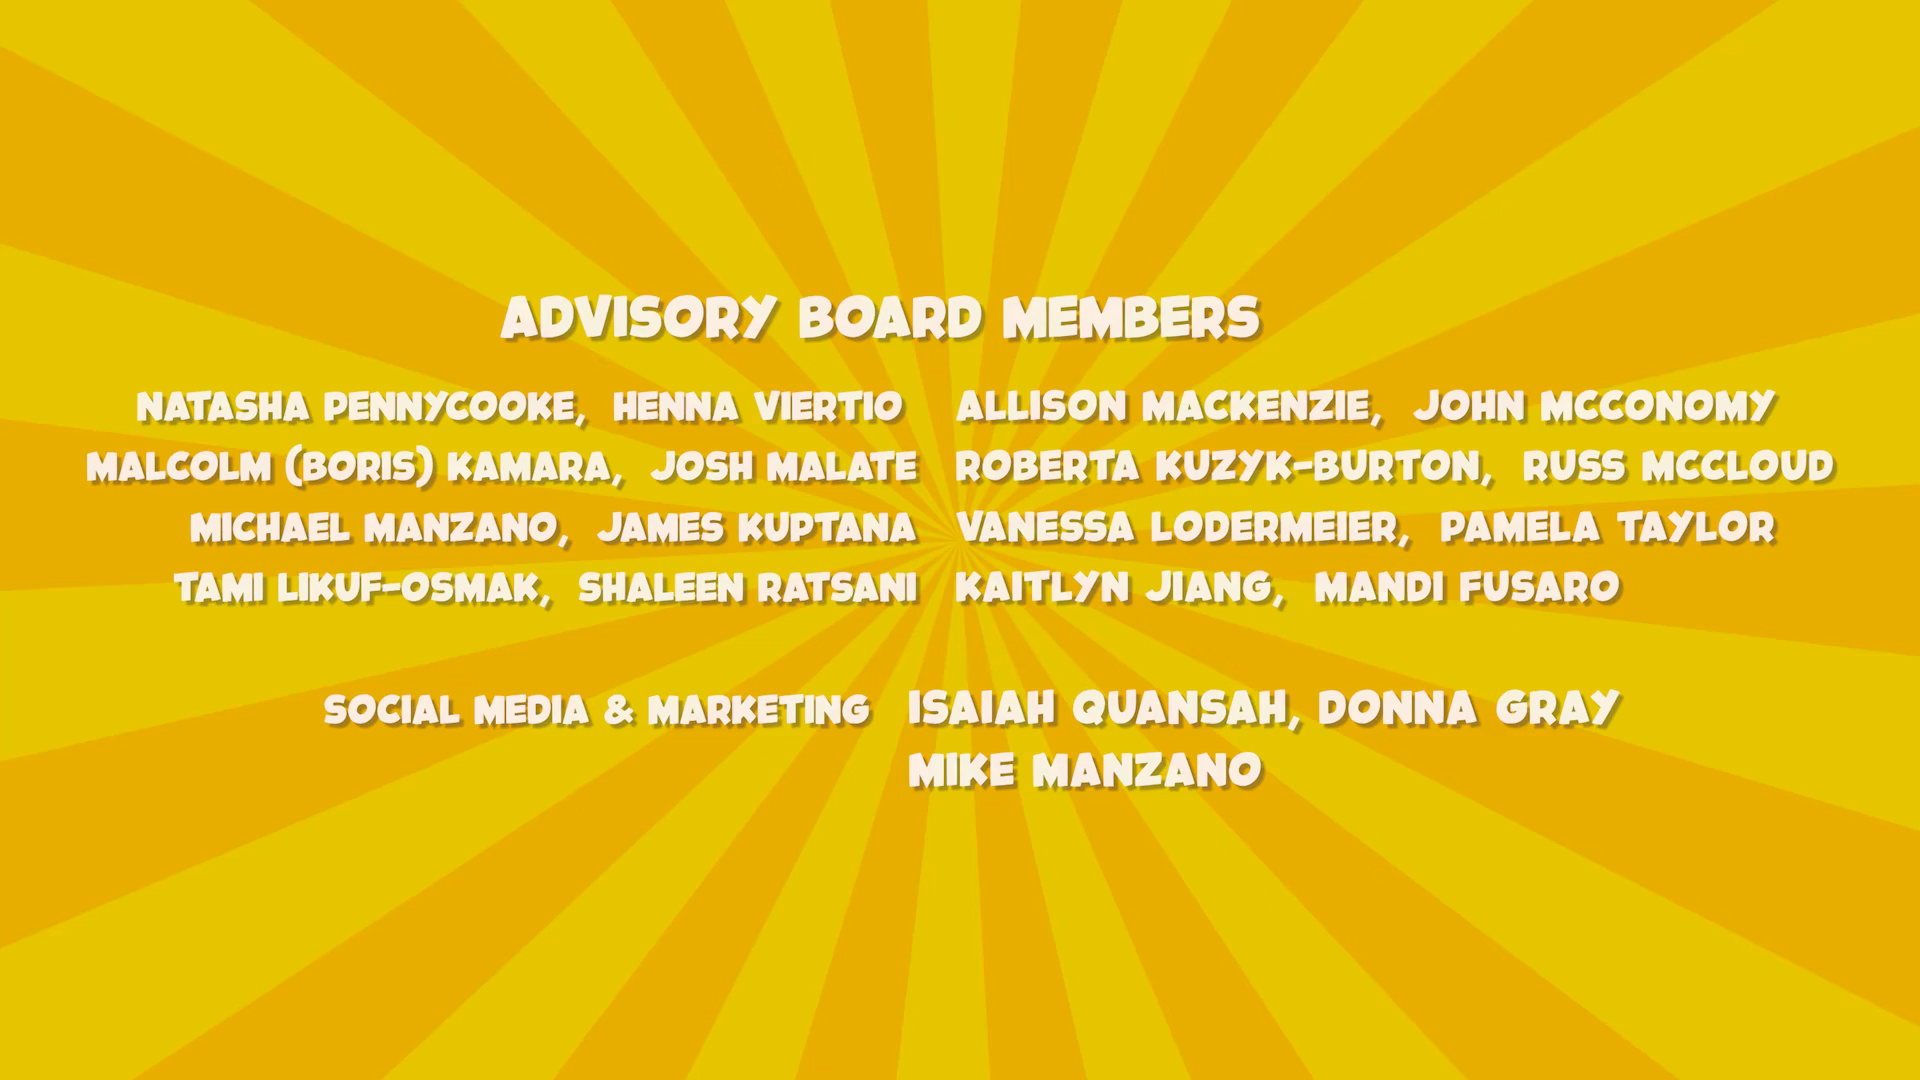 ADVISORY BOARD MEMBERS
NATASHA PENNYCOOKE, HENNA VIERTIO ALLISON MACKENZIE, JOHN MCCONOMY
MALCOLM (BORIS) KAMARA, JOSH MALATE ROBERTA KUZYK-BURTON, RUSS MCCLOUD
MICHAEL MANZANO, JAMES KUPTANA VANESSA LODERMEIER, PAMELA TAYLOR
TAMI LIKUF-OSMAK, SHALEEN RATSANI KAITLYN JIANG, MANDI FUSARO
SOCIAL MEDIA & MARKETING ISAIAH QUANSAH, DONNA GRAY
MIKE MANZANO